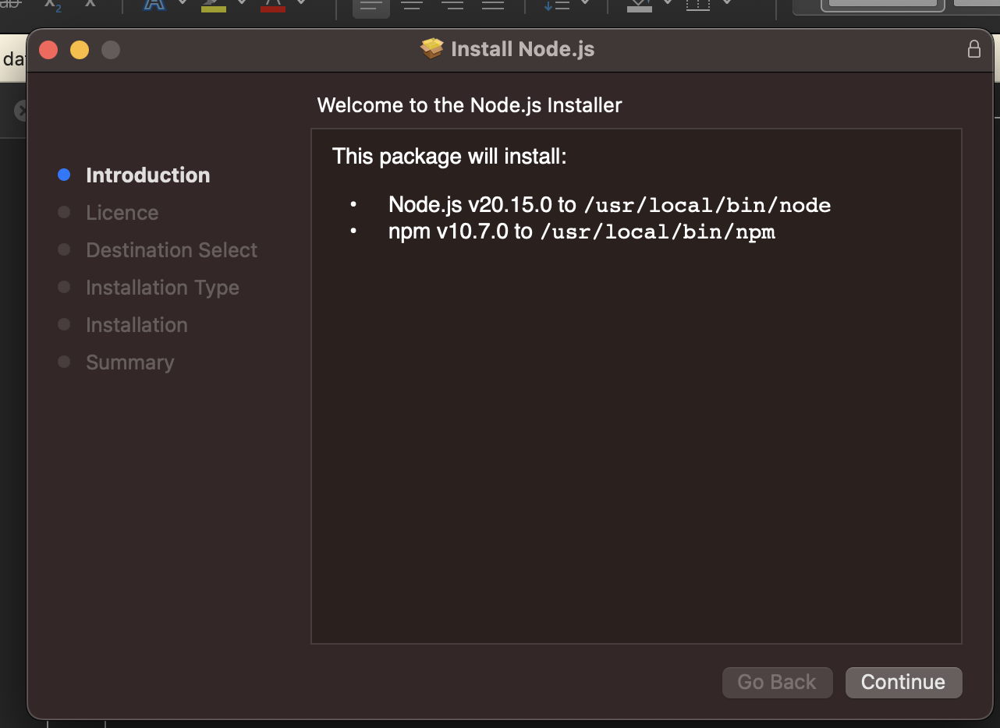 da
Install Node.js
Welcome to the Node.js Installer
Introduction
Licence
Destination Select
Installation Type
Installation
Summary
This package will install:
• Node.js v20.15.0 to /usr/local/bin/node
• npm v10.7.0 to /usr/local/bin/npm
Go Back
Continue